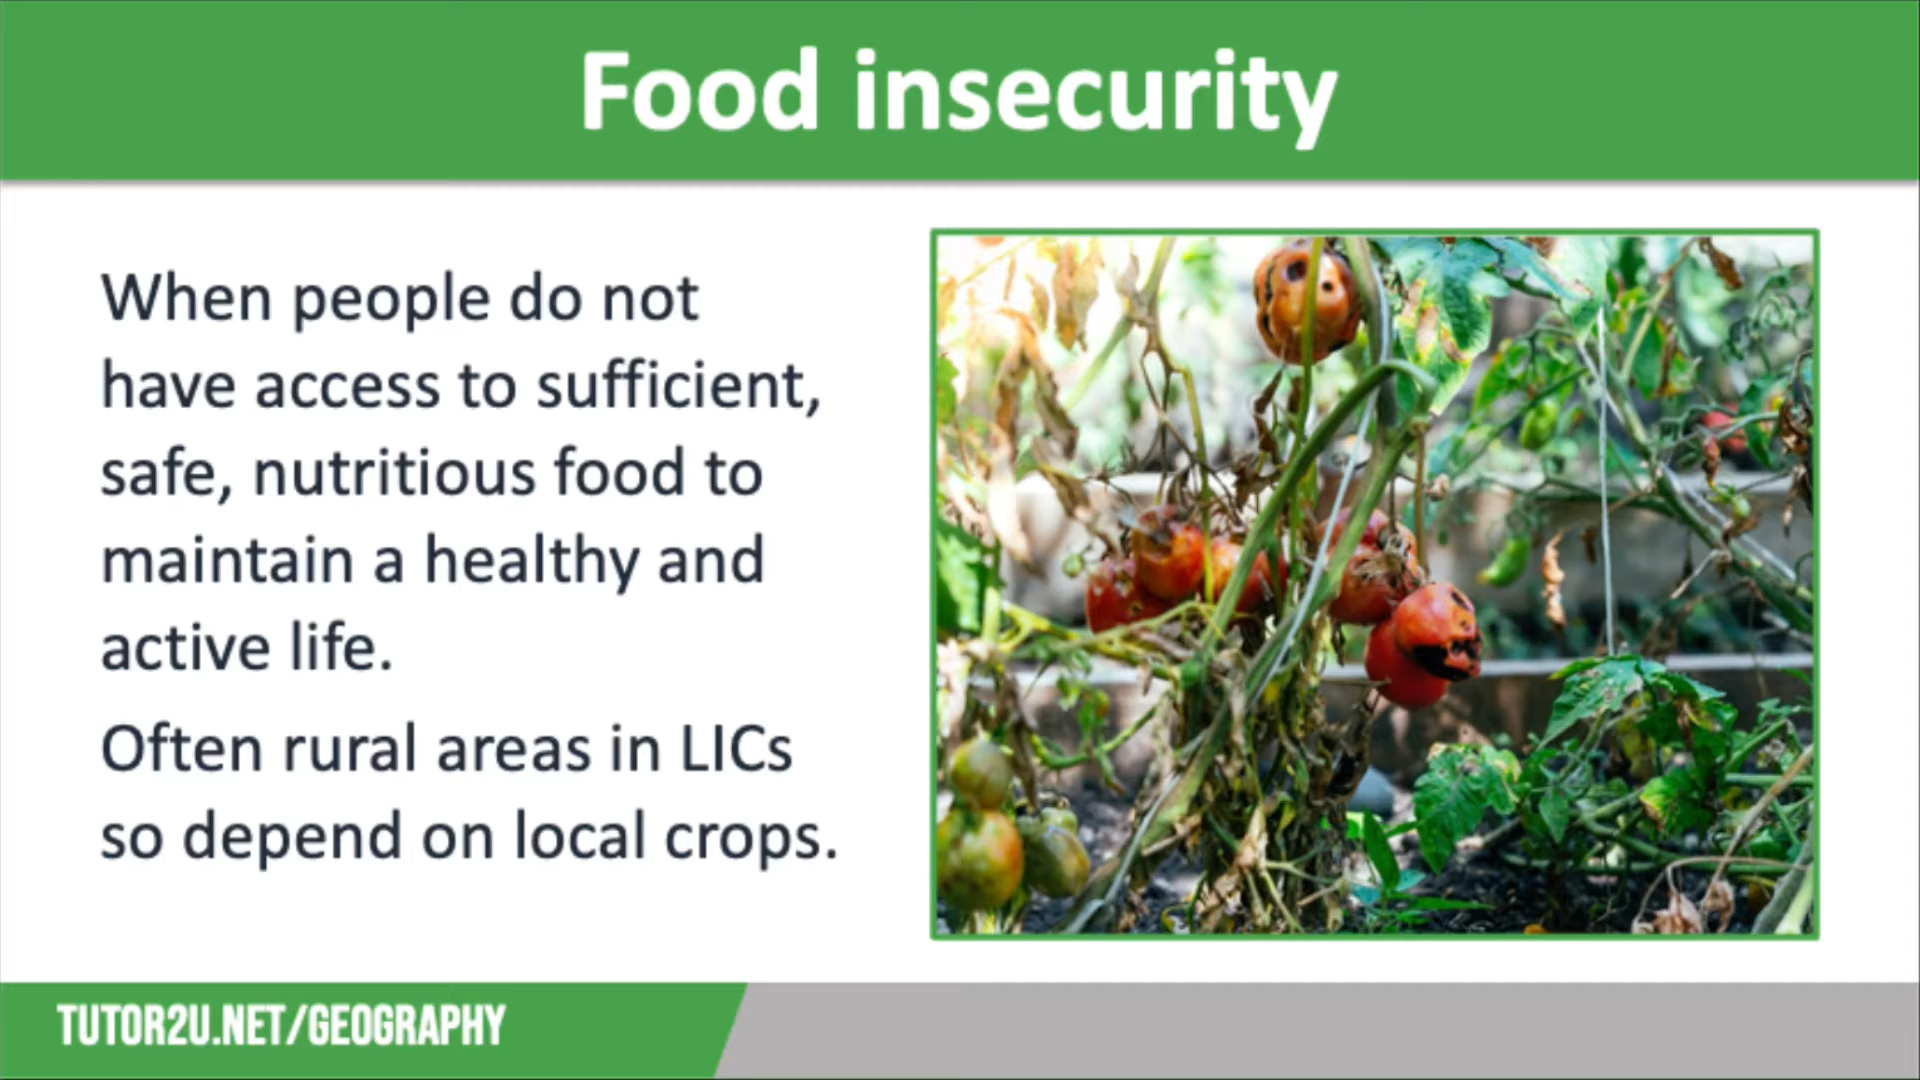 Food insecurity
When people do not
have access to sufficient,
safe, nutritious food to
maintain a healthy and
active life.
Often rural areas in LICs
so depend on local crops.
TUTOR2U.NET/GEOGRAPHY